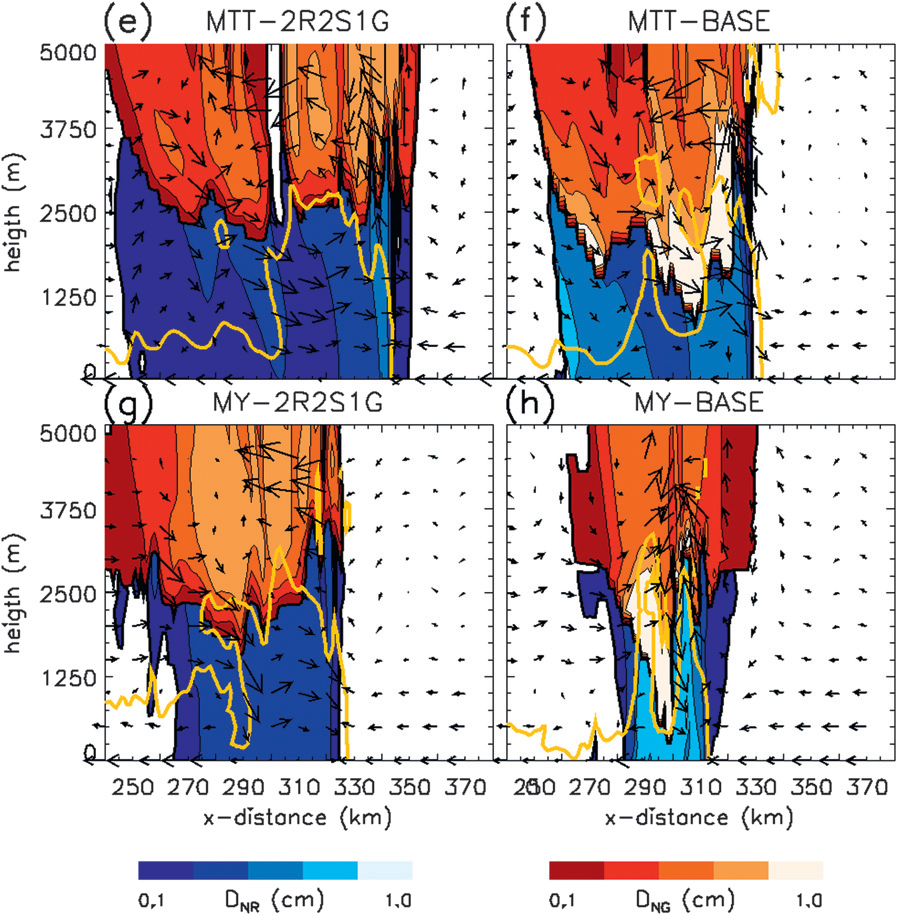 (e) MTT-2R2S1G
(f) MTT-BASE
5000
3750
2500
1250
0
heigth (m)
(g) MY-2R2S1G
(h) MY-BASE
5000
3750
2500
1250
0
heigth (m)
250 270 290 310 330 350 370
270 290 310 330 350 370
x-distance (km)
x-distance (km)
0.1 D_NR (cm) 1.0
0.1 D_NG (cm) 1.0